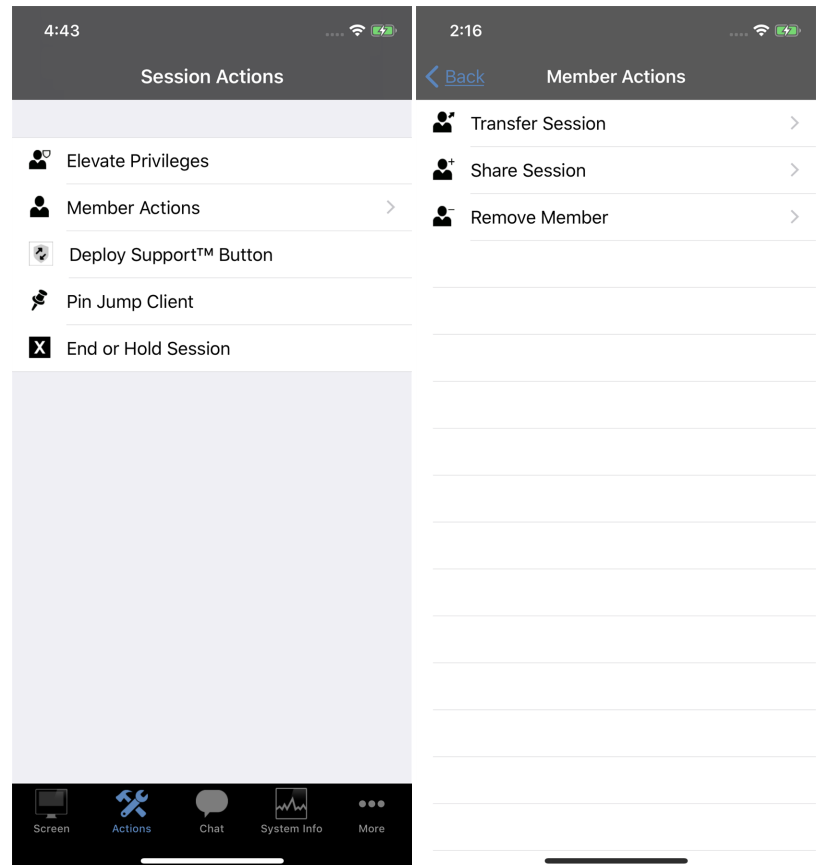 4:43
Session Actions
Elevate Privileges
Member Actions
Deploy Support™ Button
Pin Jump Client
X End or Hold Session
Screen Actions Chat System Info More
2:16
Back Member Actions
Transfer Session
Share Session
Remove Member